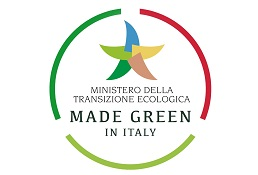 MINISTERO DELLA
TRANSIZIONE ECOLOGICA
MADE GREEN
IN ITALY